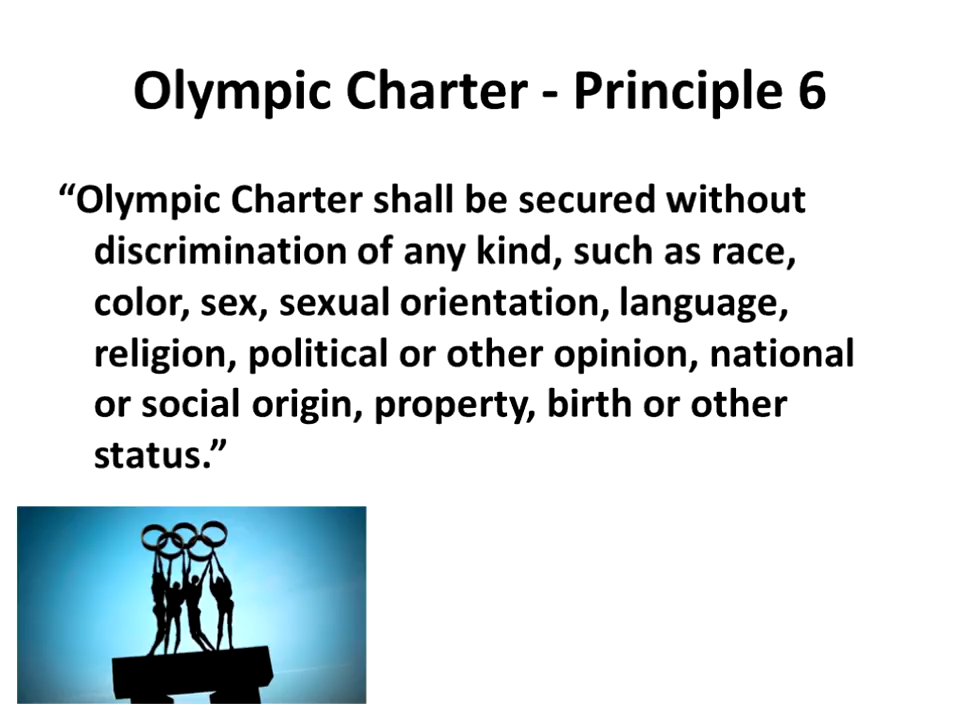 Olympic Charter - Principle 6
“Olympic Charter shall be secured without
discrimination of any kind, such as race,
color, sex, sexual orientation, language,
religion, political or other opinion, national
or social origin, property, birth or other
status.”